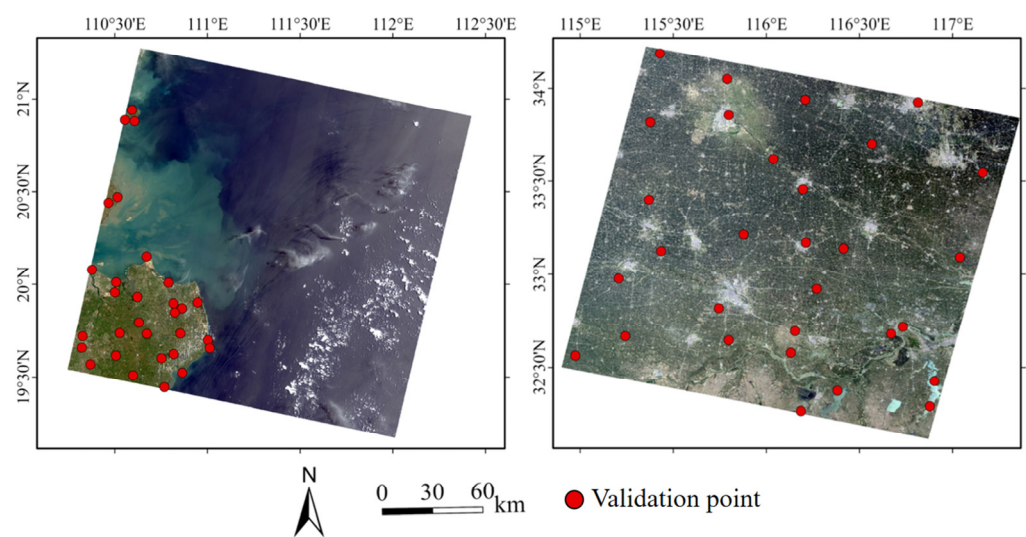 110°30'E 111°E 111°30'E 112°E 112°30'E
21°N
20°30'N
20°N
19°30'N
115°E 115°30'E 116°E 116°30'E 117°E
34°N
33°30'N
33°N
32°30'N
N
0 30 60 km
Validation point